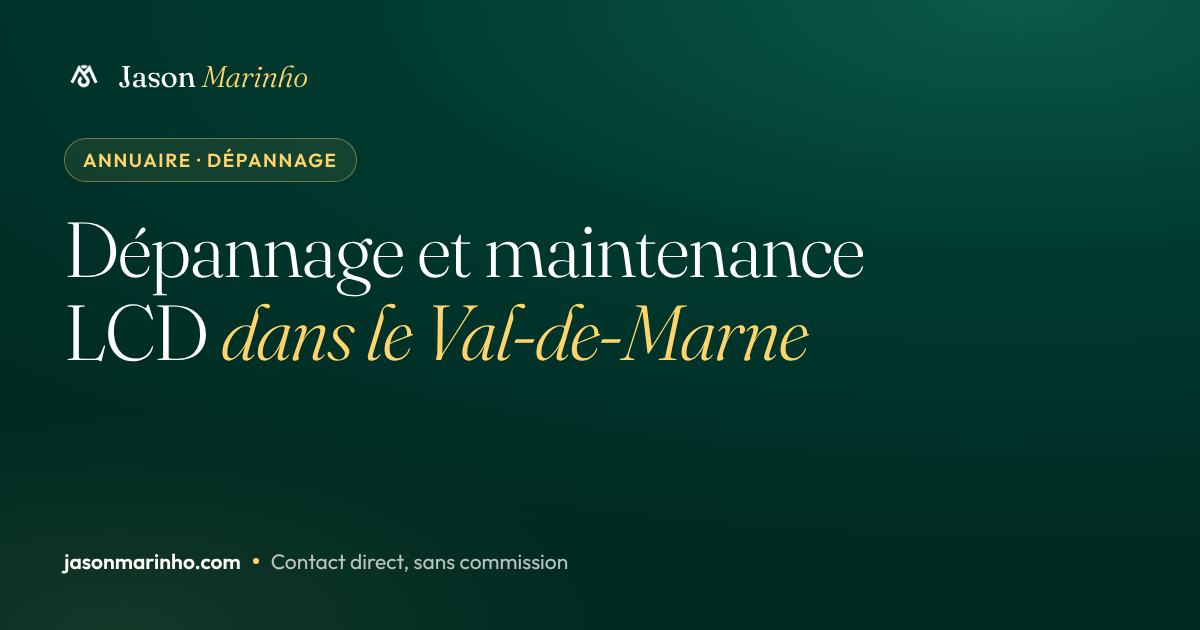 Jason Marinho
ANNUAIRE · DÉPANNAGE
Dépannage et maintenance
LCD dans le Val-de-Marne
jasonmarinho.com • Contact direct, sans commission